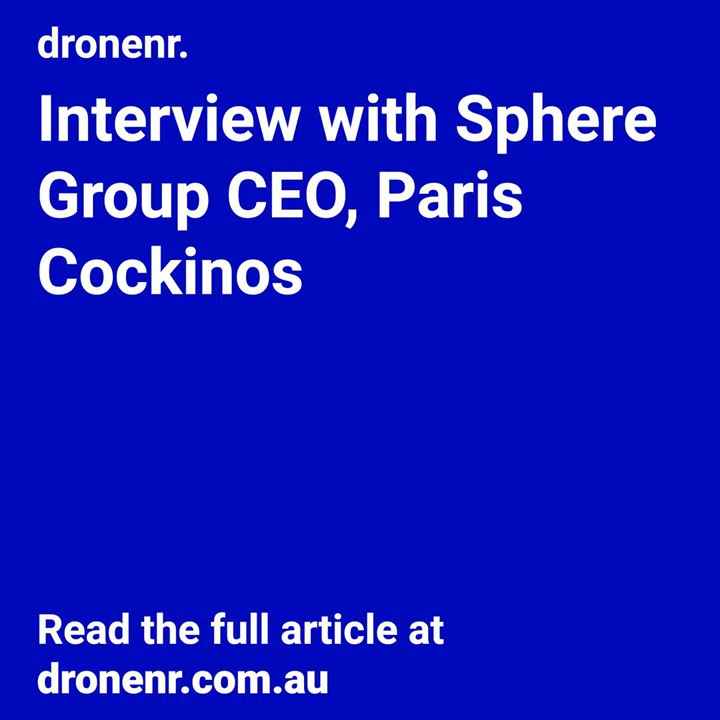 dronenr.
Interview with Sphere
Group CEO, Paris
Cockinos
Read the full article at
dronenr.com.au